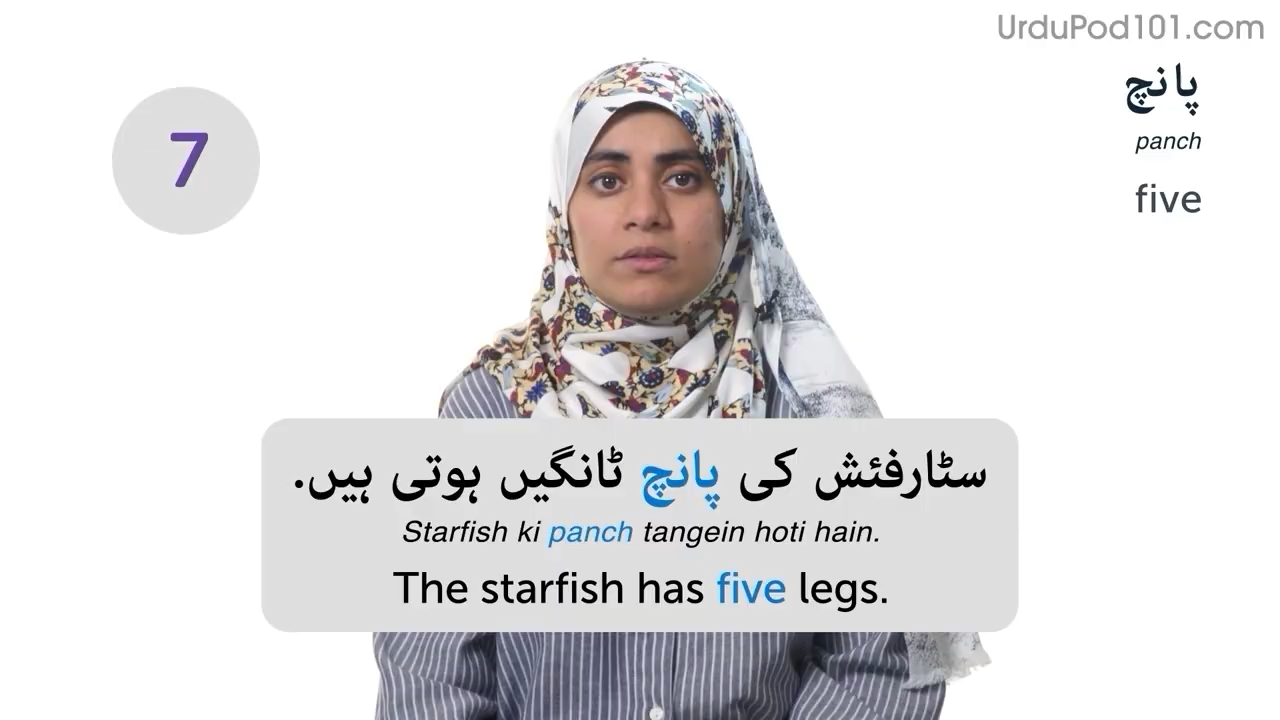 UrduPod101.com
7
پانچ
panch
five
سٹارفئش کی پانچ ٹانگیں ہوتی ہیں.
Starfish ki panch tangein hoti hain.
The starfish has five legs.